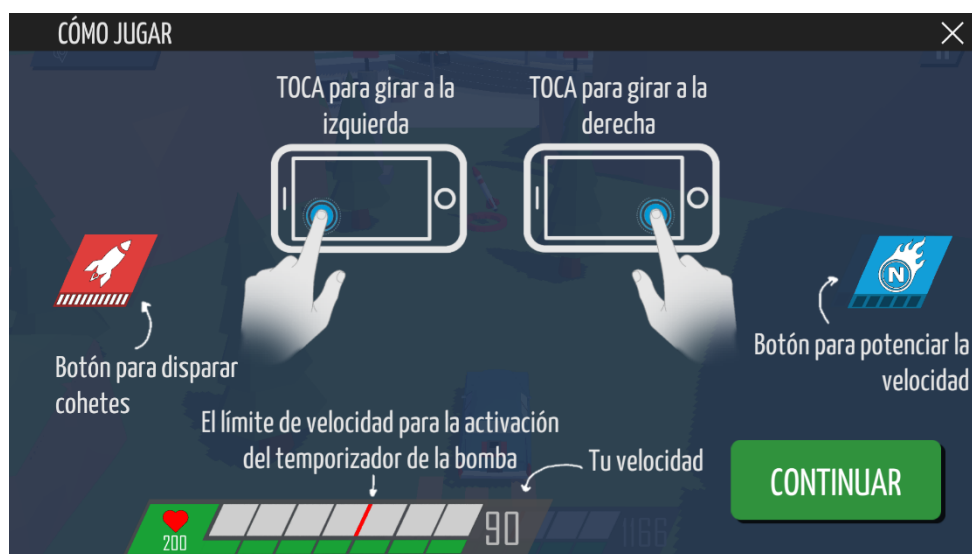 CÓMO JUGAR
TOCA para girar a la
izquierda
TOCA para girar a la
derecha
N
Botón para disparar
cohetes
Botón para potenciar la
velocidad
El límite de velocidad para la activación
del temporizador de la bomba
Tu velocidad
CONTINUAR
200
90
1166